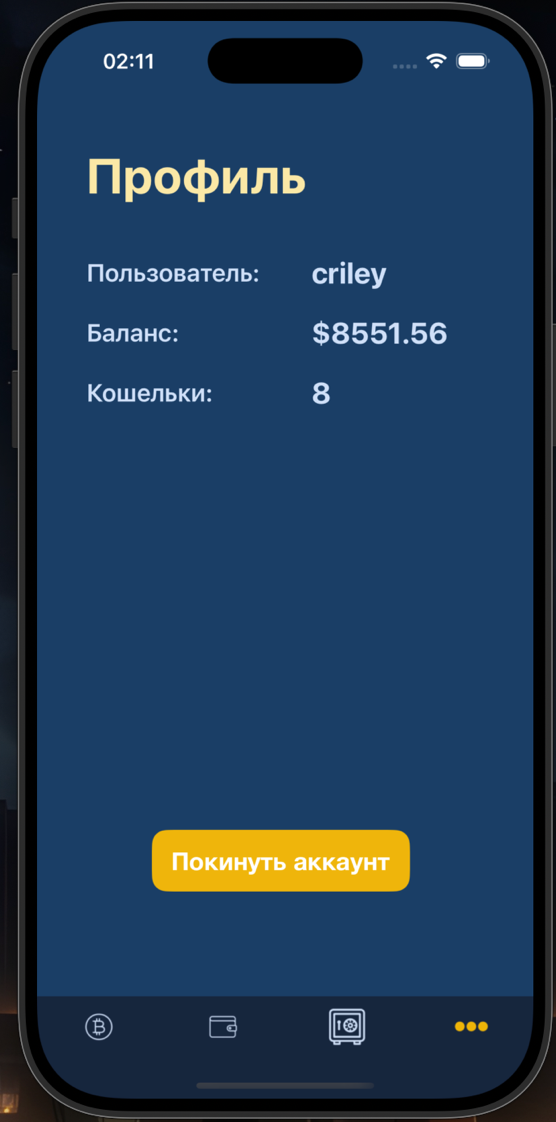 02:11
Профиль
Пользователь: criley
Баланс: $8551.56
Кошельки: 8
Покинуть аккаунт